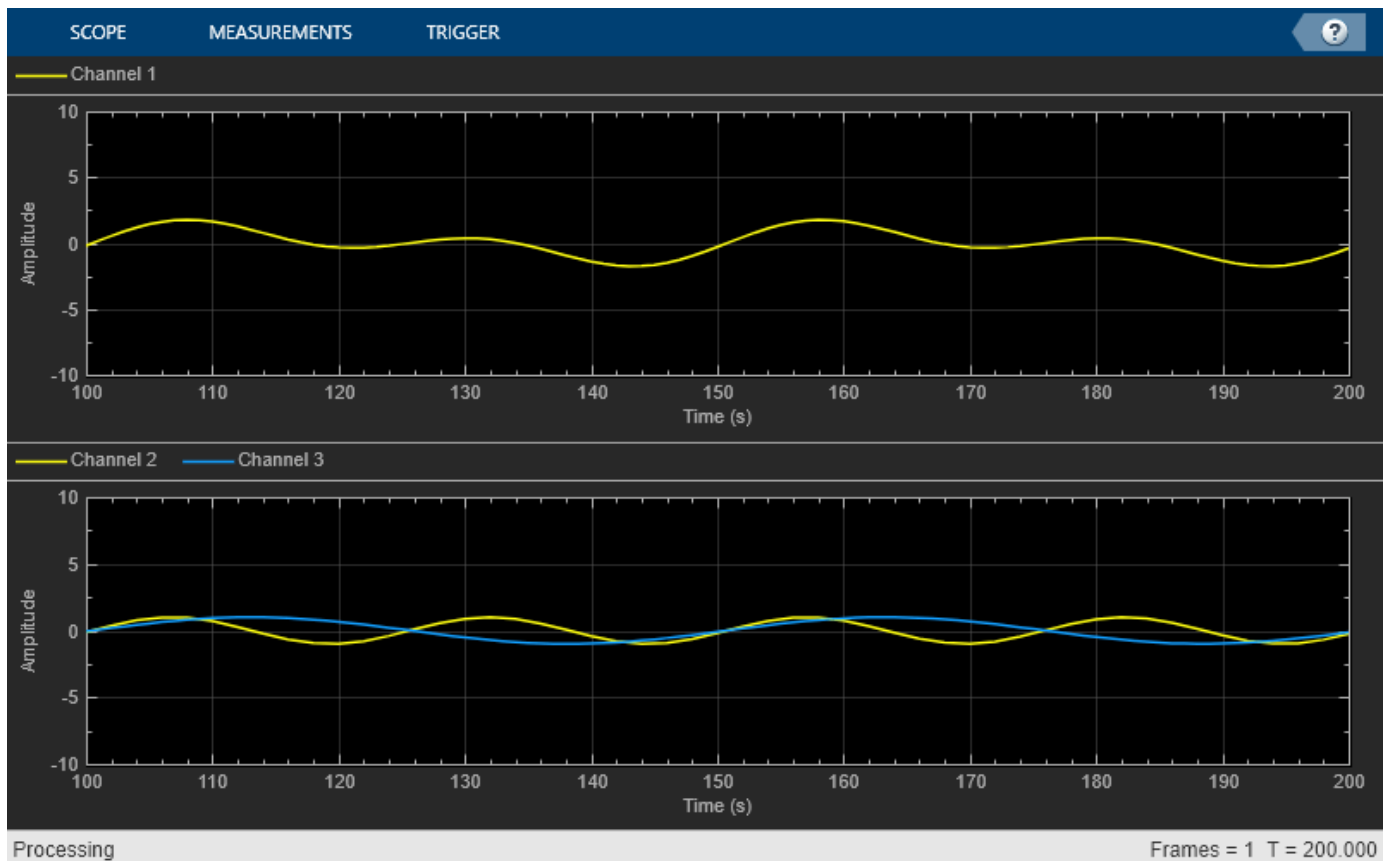 SCOPE MEASUREMENTS TRIGGER ?
Channel 1
10
5
0
-5
-10
Amplitude
100 110 120 130 140 150 160 170 180 190 200
Time (s)
Channel 2 Channel 3
10
5
0
-5
-10
Amplitude
100 110 120 130 140 150 160 170 180 190 200
Time (s)
Processing Frames = 1 T = 200.000